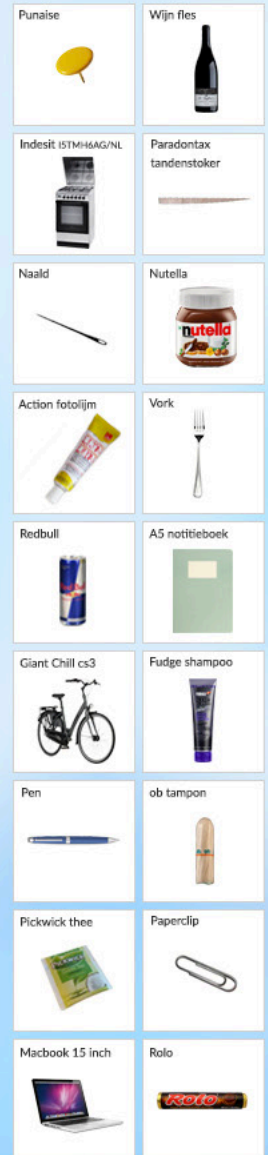 Punaise
Wijn fles
Indesit I5TMH6AG/NL
Paradontax
tandenstoker
Naald
Nutella
nutella
Action fotolijm
Vork
Redbull
A5 notitieboek
Giant Chill cs3
Fudge shampoo
Pen
ob tampon
Pickwick thee
Paperclip
Macbook 15 inch
Rolo
Rolo